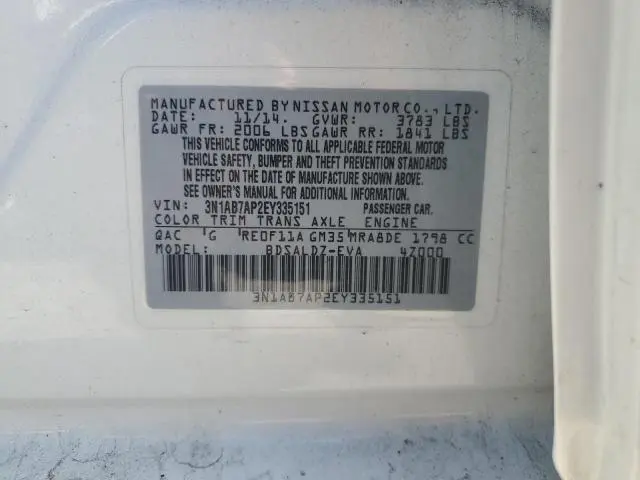 MANUFACTURED BY NISSAN MOTOR CO., LTD.
DATE: 11/14. GVWR: 3783 LBS
GAWR FR: 2006 LBS GAWR RR: 1841 LBS
THIS VEHICLE CONFORMS TO ALL APPLICABLE FEDERAL MOTOR
VEHICLE SAFETY, BUMPER AND THEFT PREVENTION STANDARDS
IN EFFECT ON THE DATE OF MANUFACTURE SHOWN ABOVE.
SEE OWNER'S MANUAL FOR ADDITIONAL INFORMATION.
VIN: 3N1AB7AP2EY335151 PASSENGER CAR.
COLOR TRIM TRANS AXLE ENGINE
QAC G RE0F11A GM35 MRA8DE 1798 CC
MODEL: BDSALDZ-EVA 4Z000
3N1AB7AP2EY335151